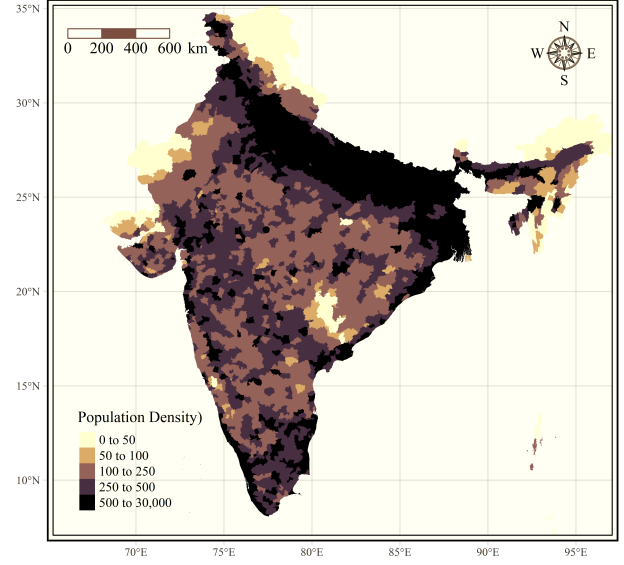 35°N
30°N
25°N
20°N
15°N
10°N
0 200 400 600 km
N
W E
S
Population Density)
0 to 50
50 to 100
100 to 250
250 to 500
500 to 30,000
70°E 75°E 80°E 85°E 90°E 95°E